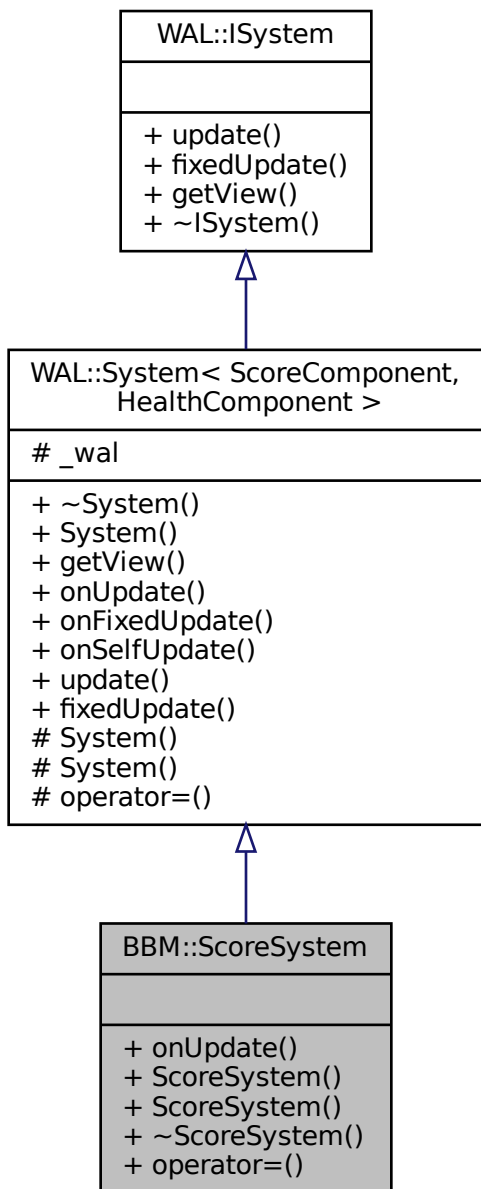 WAL::ISystem
+ update()
+ fixedUpdate()
+ getView()
+ ~ISystem()
WAL::System< ScoreComponent,
HealthComponent >
# _wal
+ ~System()
+ System()
+ getView()
+ onUpdate()
+ onFixedUpdate()
+ onSelfUpdate()
+ update()
+ fixedUpdate()
# System()
# System()
# operator=()
BBM::ScoreSystem
+ onUpdate()
+ ScoreSystem()
+ ScoreSystem()
+ ~ScoreSystem()
+ operator=()